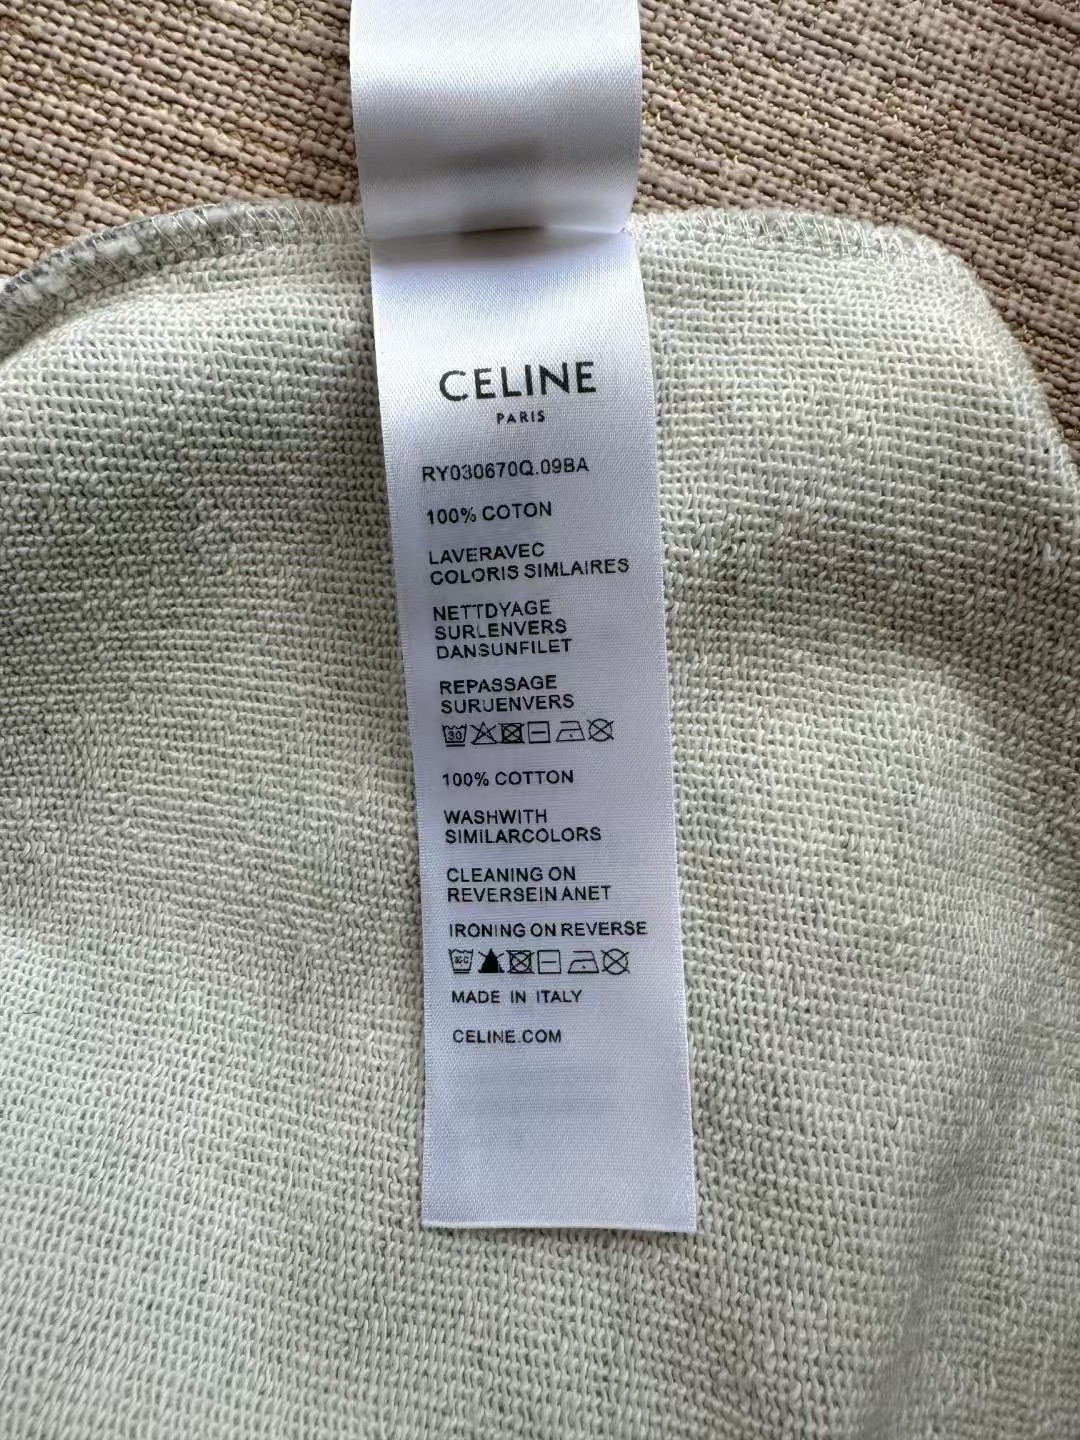 CELINE
PARIS
RY030670Q.09BA
100% COTON
LAVERAVEC
COLORIS SIMLAIRES
NETTDYAGE
SURLENVERS
DANSUNFILET
REPASSAGE
SURUENVERS
30
100% COTTON
WASHWITH
SIMILARCOLORS
CLEANING ON
REVERSEIN ANET
IRONING ON REVERSE
MADE IN ITALY
CELINE.COM